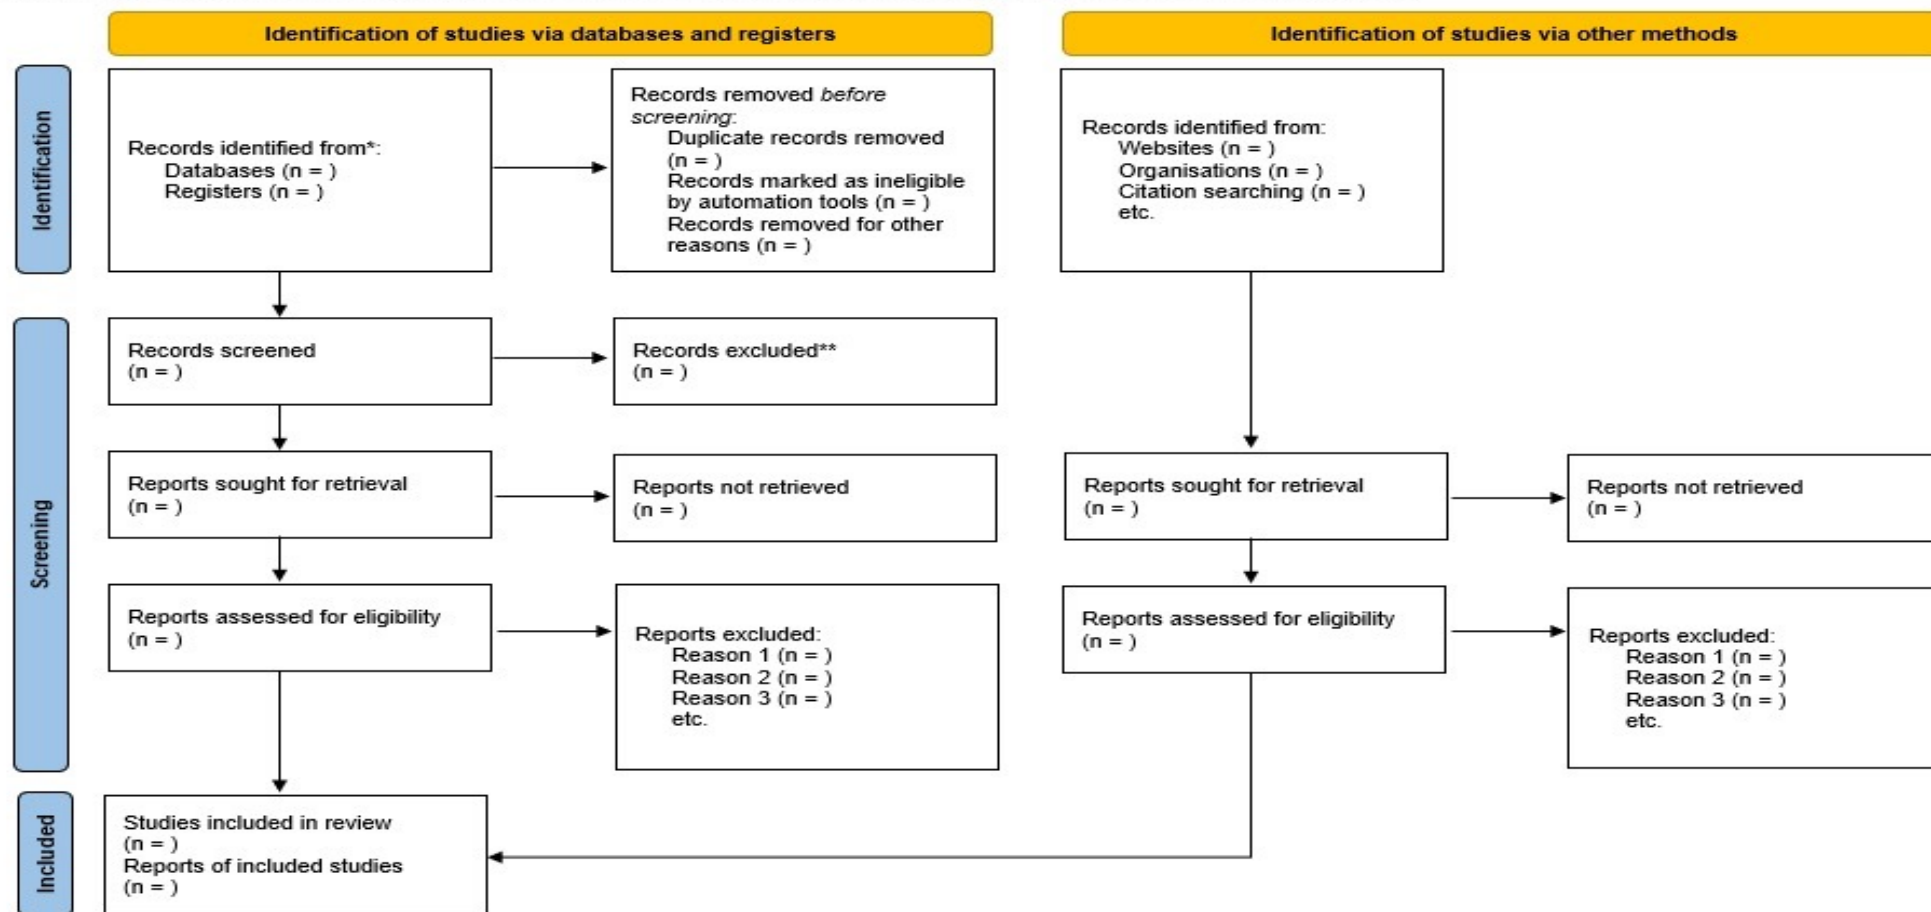 Identification of studies via databases and registers
Identification of studies via other methods
Identification
Records identified from*:
Databases (n = )
Registers (n = )
Records removed before
screening:
Duplicate records removed
(n = )
Records marked as ineligible
by automation tools (n = )
Records removed for other
reasons (n = )
Records identified from:
Websites (n = )
Organisations (n = )
Citation searching (n = )
etc.
Screening
Records screened
(n = )
Records excluded**
(n = )
Reports sought for retrieval
(n = )
Reports not retrieved
(n = )
Reports sought for retrieval
(n = )
Reports not retrieved
(n = )
Reports assessed for eligibility
(n = )
Reports excluded:
Reason 1 (n = )
Reason 2 (n = )
Reason 3 (n = )
etc.
Reports assessed for eligibility
(n = )
Reports excluded:
Reason 1 (n = )
Reason 2 (n = )
Reason 3 (n = )
etc.
Included
Studies included in review
(n = )
Reports of included studies
(n = )